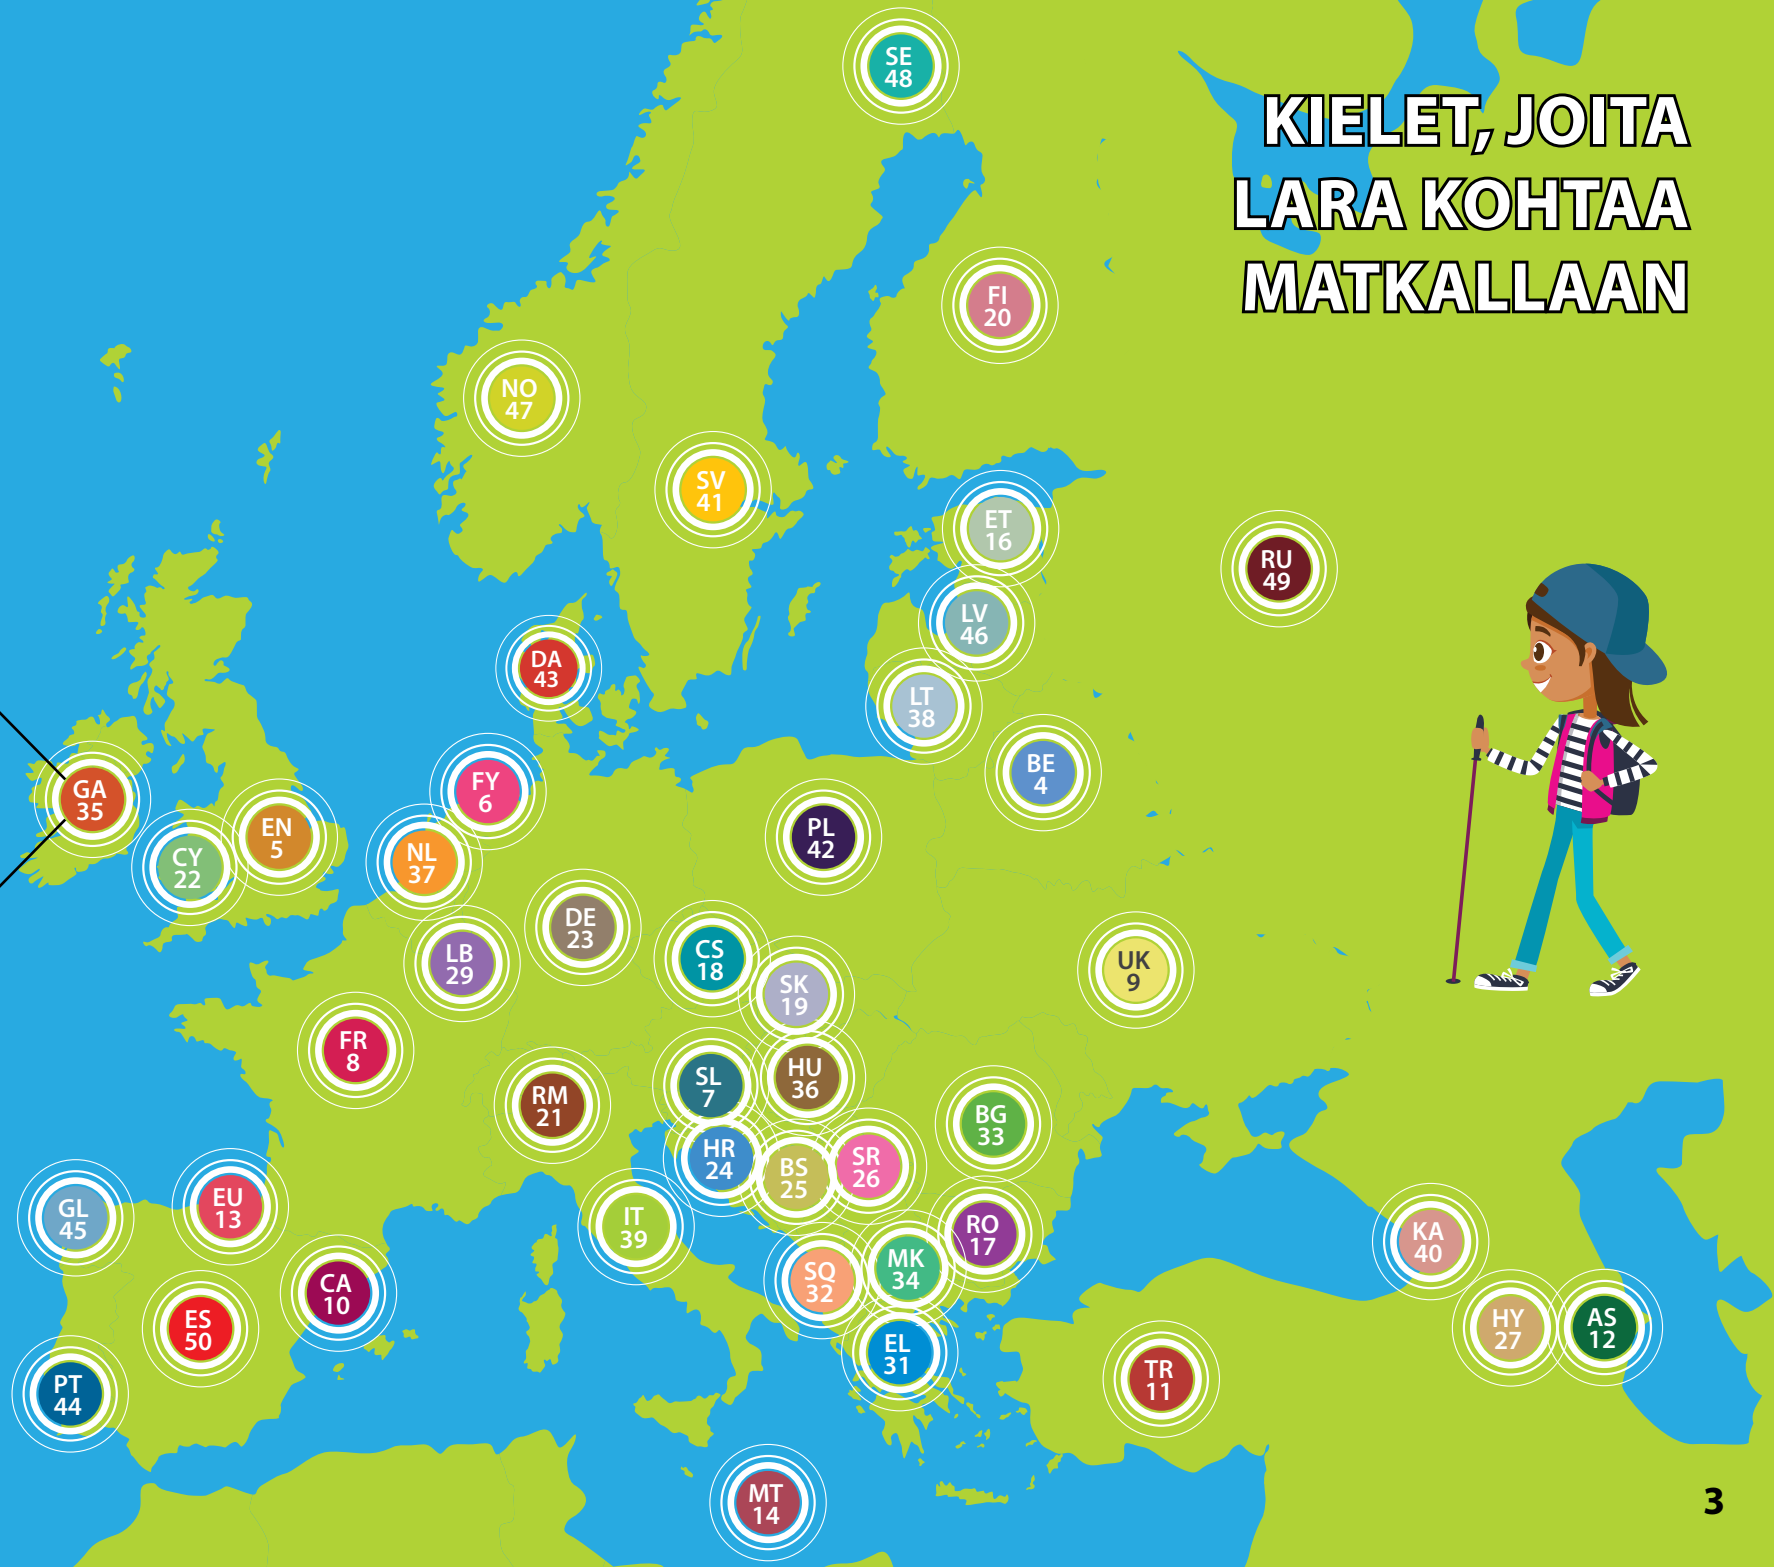 KIELET, JOITA
LARA KOHTAA
MATKALLAAN
SE
48
FI
20
NO
47
SV
41
ET
16
RU
49
LV
46
DA
43
LT
38
BE
4
GA
35
FY
6
EN
5
PL
42
CY
22
NL
37
DE
23
LB
29
CS
18
SK
19
UK
9
FR
8
RM
21
SL
7
HU
36
BG
33
HR
24
BS
25
SR
26
GL
45
EU
13
IT
39
RO
17
KA
40
CA
10
SQ
32
MK
34
ES
50
HY
27
AS
12
EL
31
PT
44
TR
11
MT
14
3